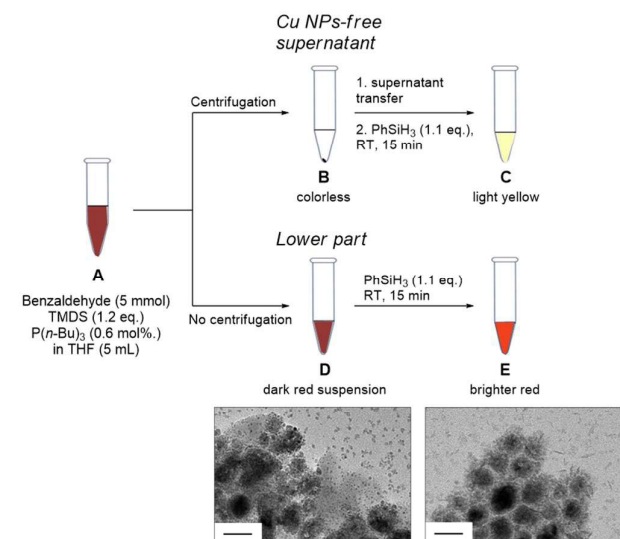 Cu NPs-free
supernatant
Centrifugation
1. supernatant
transfer
2. PhSiH₃ (1.1 eq.),
RT, 15 min
B
colorless
C
light yellow
A
Benzaldehyde (5 mmol)
TMDS (1.2 eq.)
P(n-Bu)₃ (0.6 mol%.)
in THF (5 mL)
Lower part
No centrifugation
PhSiH₃ (1.1 eq.)
RT, 15 min
D
dark red suspension
E
brighter red